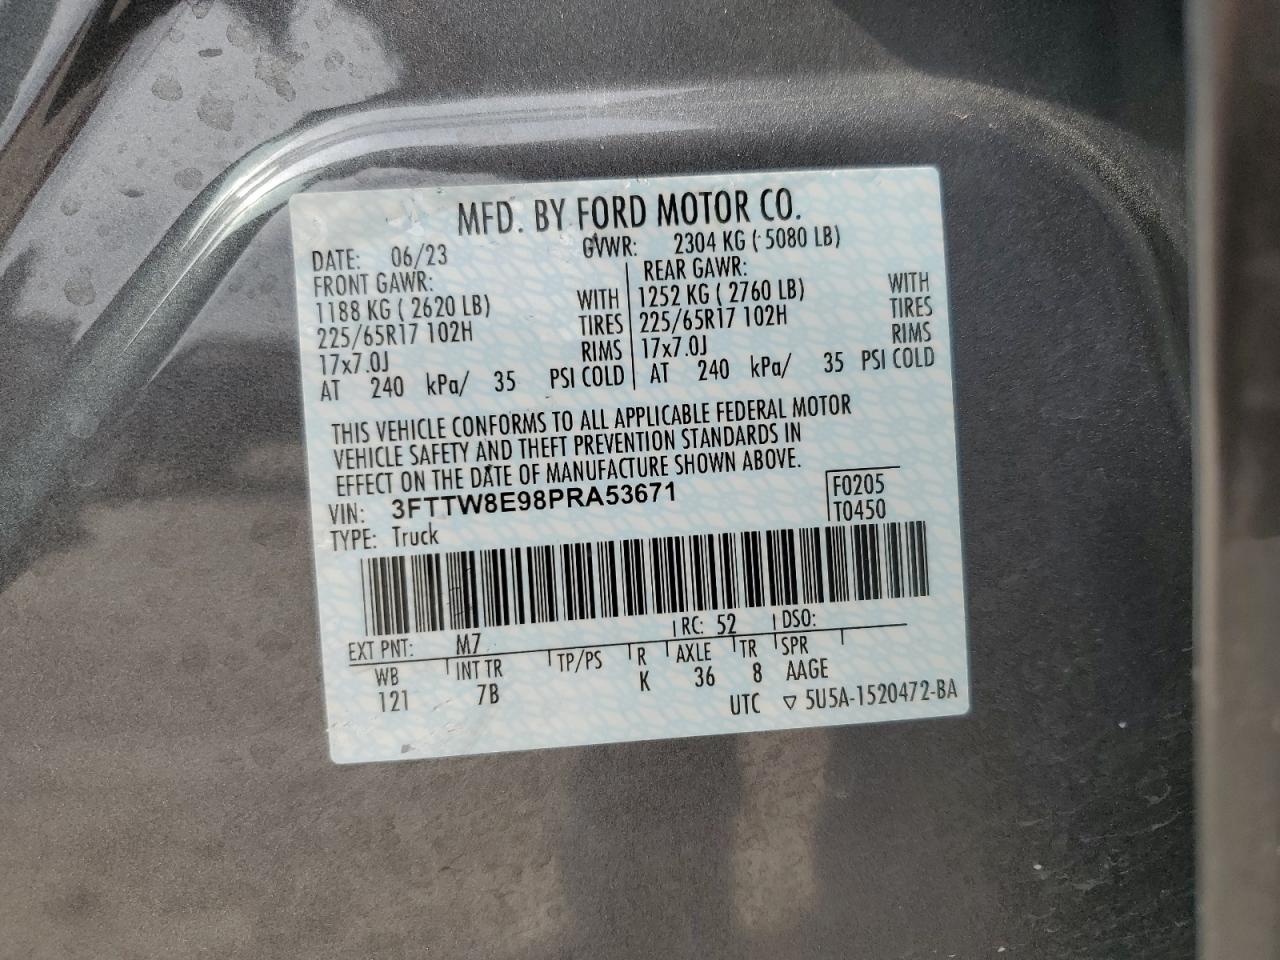 MFD. BY FORD MOTOR CO.
DATE: 06/23 GVWR: 2304 KG ( 5080 LB)
FRONT GAWR: REAR GAWR:
1188 KG ( 2620 LB) WITH 1252 KG ( 2760 LB) WITH
225/65R17 102H TIRES 225/65R17 102H TIRES
17x7.0J RIMS 17x7.0J RIMS
AT 240 kPa/ 35 PSI COLD AT 240 kPa/ 35 PSI COLD
THIS VEHICLE CONFORMS TO ALL APPLICABLE FEDERAL MOTOR
VEHICLE SAFETY AND THEFT PREVENTION STANDARDS IN
EFFECT ON THE DATE OF MANUFACTURE SHOWN ABOVE.
VIN: 3FTTW8E98PRA53671 F0205
TYPE: Truck T0450
EXT PNT: M7 RC: 52 DSO:
WB INT TR TP/PS R AXLE TR SPR
121 7B K 36 8 AAGE
UTC ▽ 5U5A-1520472-BA